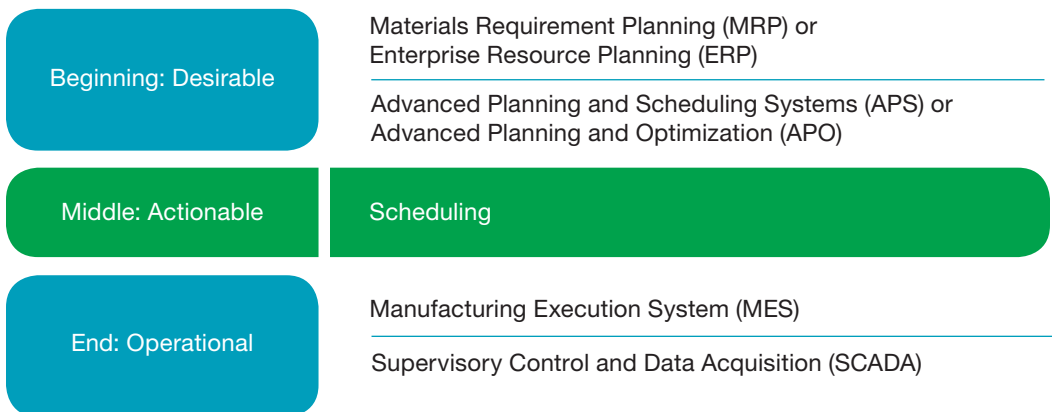 Beginning: Desirable
Materials Requirement Planning (MRP) or
Enterprise Resource Planning (ERP)
Advanced Planning and Scheduling Systems (APS) or
Advanced Planning and Optimization (APO)
Middle: Actionable
Scheduling
End: Operational
Manufacturing Execution System (MES)
Supervisory Control and Data Acquisition (SCADA)